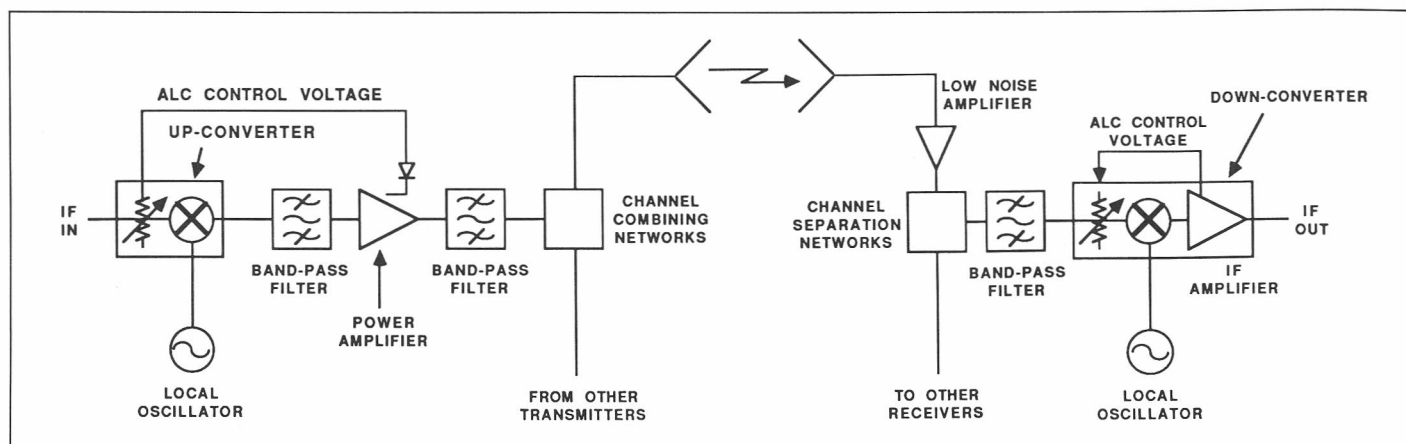 ALC CONTROL VOLTAGE
UP-CONVERTER
IF
IN
BAND-PASS
FILTER
BAND-PASS
FILTER
POWER
AMPLIFIER
LOCAL
OSCILLATOR
CHANNEL
COMBINING
NETWORKS
FROM OTHER
TRANSMITTERS
LOW NOISE
AMPLIFIER
DOWN-CONVERTER
ALC CONTROL
VOLTAGE
CHANNEL
SEPARATION
NETWORKS
BAND-PASS
FILTER
IF
OUT
IF
AMPLIFIER
TO OTHER
RECEIVERS
LOCAL
OSCILLATOR